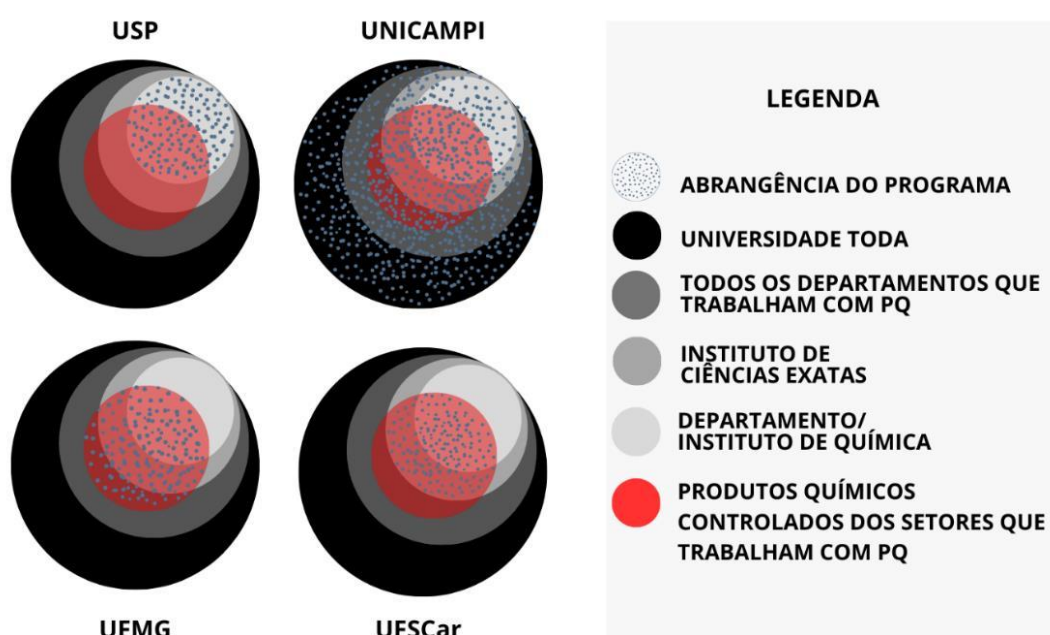 USP
UNICAMPI
LEGENDA
ABRANGÊNCIA DO PROGRAMA
UNIVERSIDADE TODA
TODOS OS DEPARTAMENTOS QUE
TRABALHAM COM PQ
INSTITUTO DE
CIÊNCIAS EXATAS
DEPARTAMENTO/
INSTITUTO DE QUÍMICA
PRODUTOS QUÍMICOS
CONTROLADOS DOS SETORES QUE
TRABALHAM COM PQ
UFMG
UFSCar